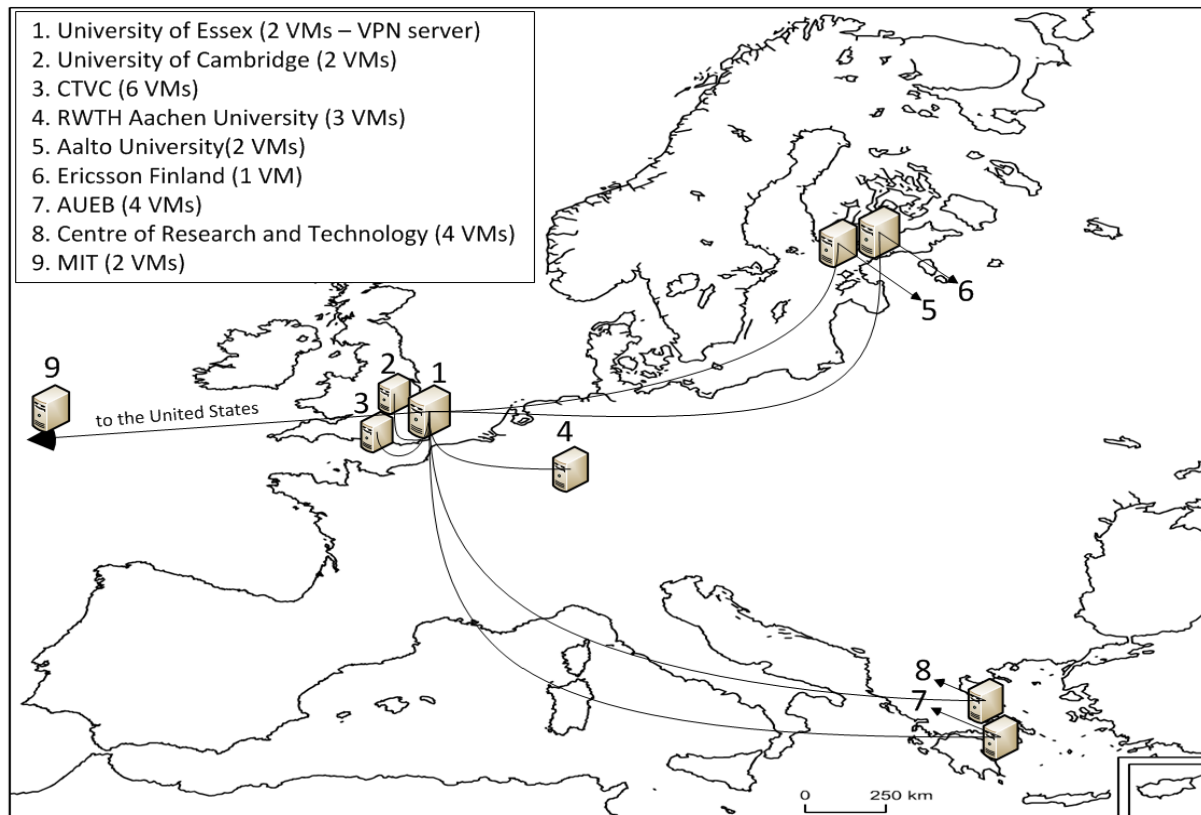 1. University of Essex (2 VMs – VPN server)
2. University of Cambridge (2 VMs)
3. CTVC (6 VMs)
4. RWTH Aachen University (3 VMs)
5. Aalto University(2 VMs)
6. Ericsson Finland (1 VM)
7. AUEB (4 VMs)
8. Centre of Research and Technology (4 VMs)
9. MIT (2 VMs)
6
5
9
2
1
to the United States
3
4
8
7
0 250 km